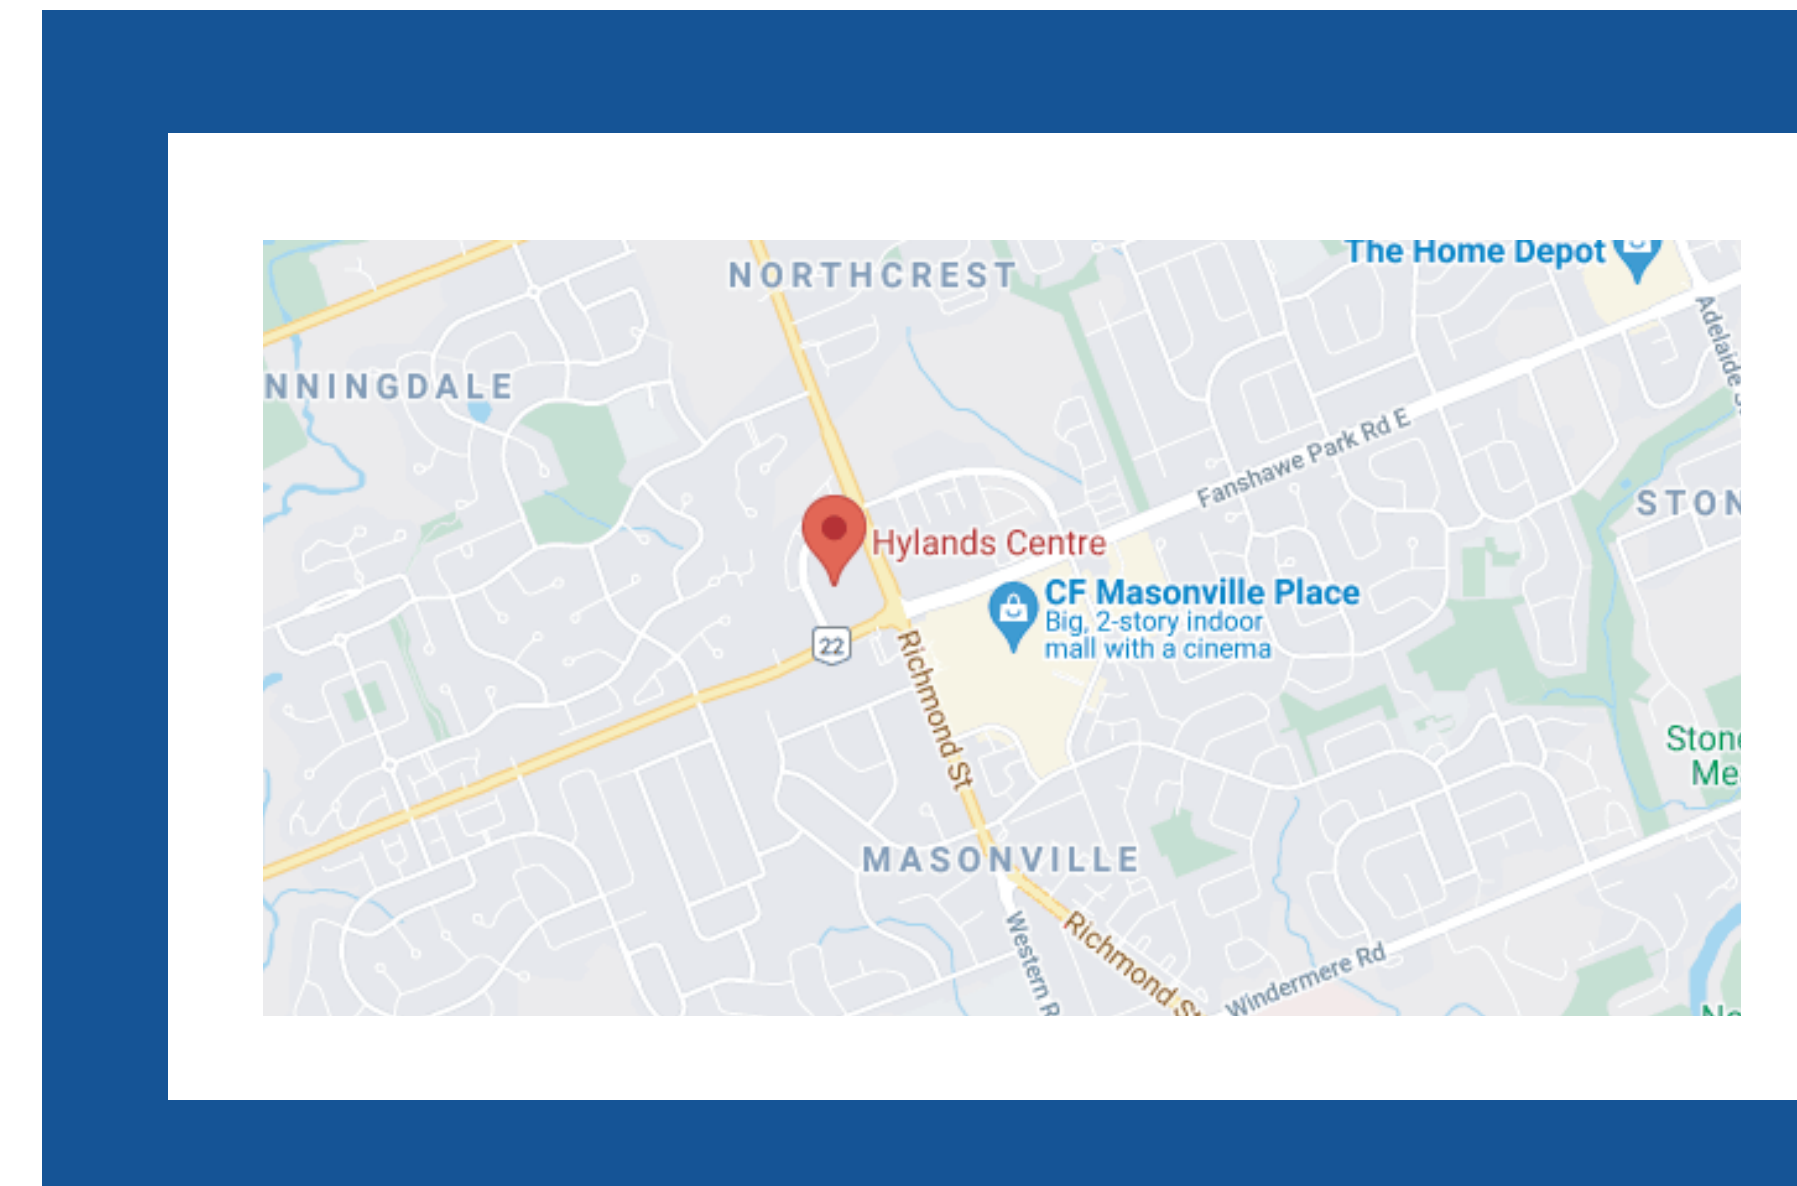 The Home Depot
NORTHCREST
Adelaide
NNINGDALE
Fanshawe Park Rd E
STON
Hylands Centre
CF Masonville Place
Big, 2-story indoor
mall with a cinema
22
Richmond St
Ston
Me
MASONVILLE
Western R
Richmond St
Windermere Rd